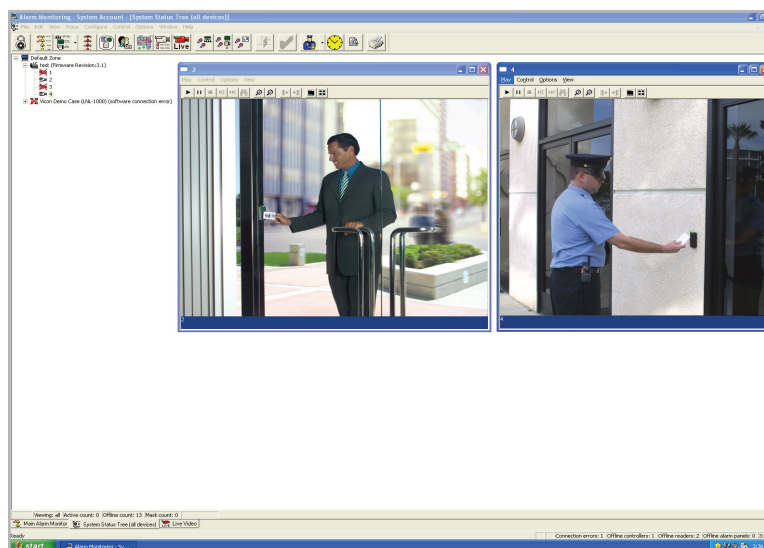 Alarm Monitoring - System Account - [System Status Tree (all devices)]
File Edit View Trace Configure Control Options Window Help
Live
Default Zone
test (Firmware Revision:3.1)
1
2
3
4
Vicon Demo Case (LNL-1000) (software connection error)
2
Play Control Options View
2
4
Play Control Options View
4
Viewing: all Active count: 0 Offline count: 13 Mask count: 0
Main Alarm Monitor System Status Tree (all devices) Live Video
Ready
Connection errors: 1 Offline controllers: 1 Offline readers: 2 Offline alarm panels: 0
start Alarm Monitoring - Sy...